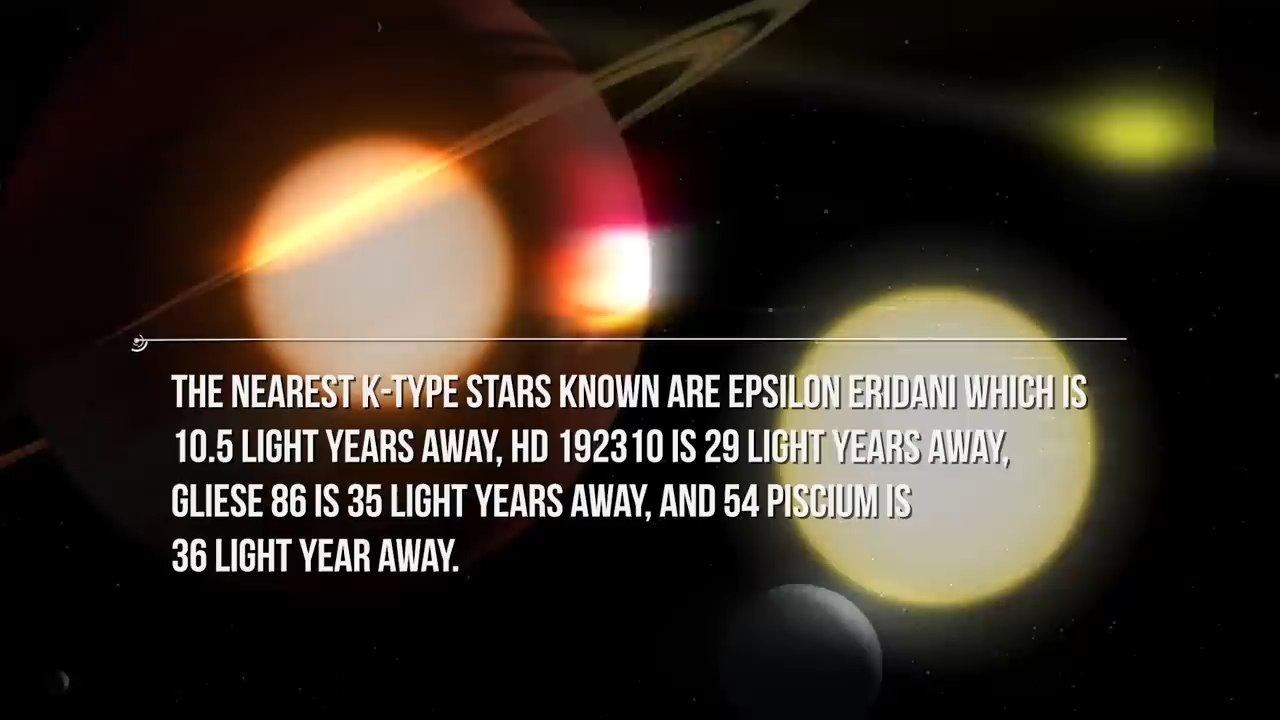 THE NEAREST K-TYPE STARS KNOWN ARE EPSILON ERIDANI WHICH IS
10.5 LIGHT YEARS AWAY, HD 192310 IS 29 LIGHT YEARS AWAY,
GLIESE 86 IS 35 LIGHT YEARS AWAY, AND 54 PISCIUM IS
36 LIGHT YEAR AWAY.